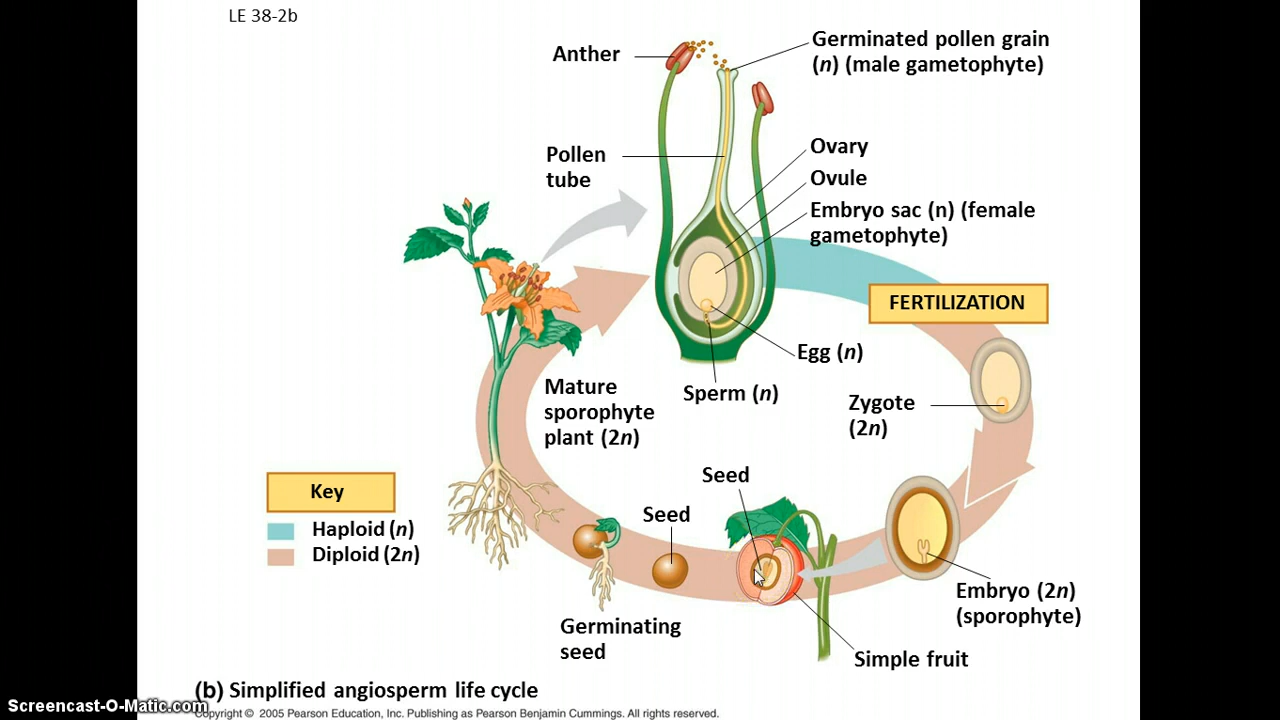 LE 38-2b
Anther
Germinated pollen grain
(n) (male gametophyte)
Pollen
tube
Ovary
Ovule
Embryo sac (n) (female
gametophyte)
FERTILIZATION
Egg (n)
Sperm (n)
Mature
sporophyte
plant (2n)
Zygote
(2n)
Key
Haploid (n)
Diploid (2n)
Seed
Seed
Germinating
seed
Embryo (2n)
(sporophyte)
Simple fruit
(b) Simplified angiosperm life cycle
Screencast-O-Matic.com
Copyright © 2005 Pearson Education, Inc. Publishing as Pearson Benjamin Cummings. All rights reserved.